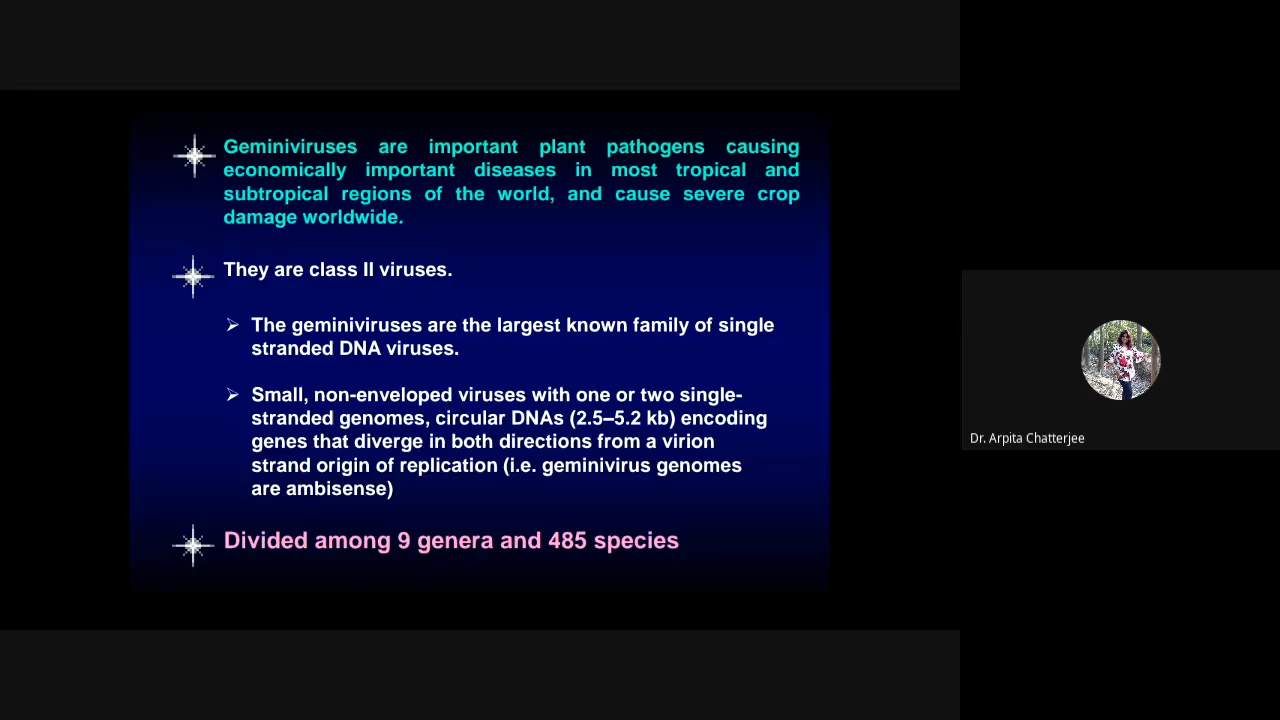 Geminiviruses are important plant pathogens causing
economically important diseases in most tropical and
subtropical regions of the world, and cause severe crop
damage worldwide.
They are class II viruses.
The geminiviruses are the largest known family of single
stranded DNA viruses.
Small, non-enveloped viruses with one or two single-
stranded genomes, circular DNAs (2.5–5.2 kb) encoding
genes that diverge in both directions from a virion
strand origin of replication (i.e. geminivirus genomes
are ambisense)
Divided among 9 genera and 485 species
Dr. Arpita Chatterjee